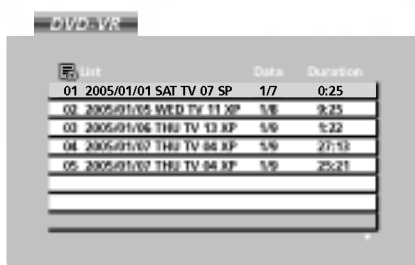 DVD-VR
List Data Duration
01 2005/01/01 SAT TV 07 SP 1/7 0:25
02 2005/01/05 WED TV 11 XP 1/8 9:25
03 2005/01/06 THU TV 13 XP 1/9 1:22
04 2005/01/07 THU TV 04 XP 1/9 27:13
05 2005/01/07 THU TV 04 XP 1/9 25:21